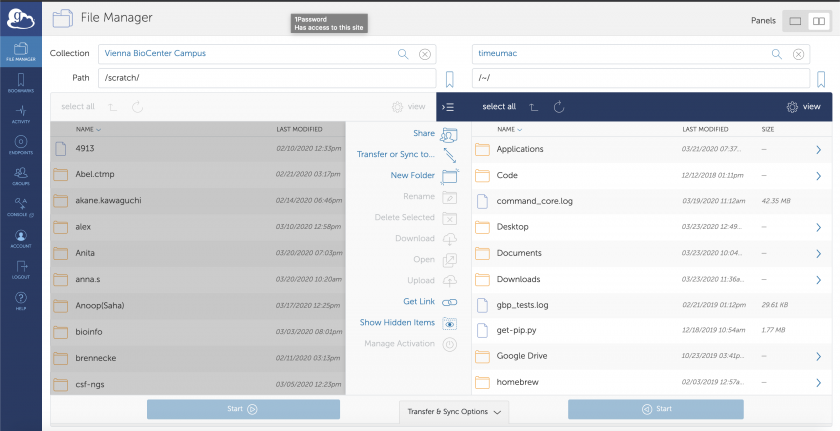 File Manager
1Password
Has access to this site
Panels
FILE MANAGER
BOOKMARKS
ACTIVITY
ENDPOINTS
GROUPS
CONSOLE
ACCOUNT
LOGOUT
HELP
Collection
Vienna BioCenter Campus
Path
/scratch/
timeumac
/~/
select all
view
NAME
LAST MODIFIED
4913
02/10/2020 12:33pm
Abel.ctmp
02/21/2020 03:17pm
akane.kawaguchi
02/14/2020 06:46pm
alex
03/10/2020 12:58pm
Anita
03/20/2020 07:03pm
anna.s
03/20/2020 10:20am
Anoop(Saha)
03/17/2020 12:25pm
bioinfo
03/03/2020 08:01pm
brennecke
02/11/2020 03:13pm
csf-ngs
03/05/2020 12:23pm
Share
Transfer or Sync to...
New Folder
Rename
Delete Selected
Download
Open
Upload
Get Link
Show Hidden Items
Manage Activation
select all
view
NAME
LAST MODIFIED
SIZE
Applications
03/21/2020 07:37...
—
Code
12/12/2018 01:11pm
—
command_core.log
03/19/2020 11:12am
42.35 MB
Desktop
03/23/2020 12:49...
—
Documents
03/23/2020 10:04...
—
Downloads
03/23/2020 11:36a...
—
gbp_tests.log
02/21/2019 01:12pm
29.61 KB
get-pip.py
12/18/2019 10:54am
1.77 MB
Google Drive
10/23/2019 03:41p...
—
homebrew
02/13/2019 12:57a...
—
Start
Transfer & Sync Options
Start